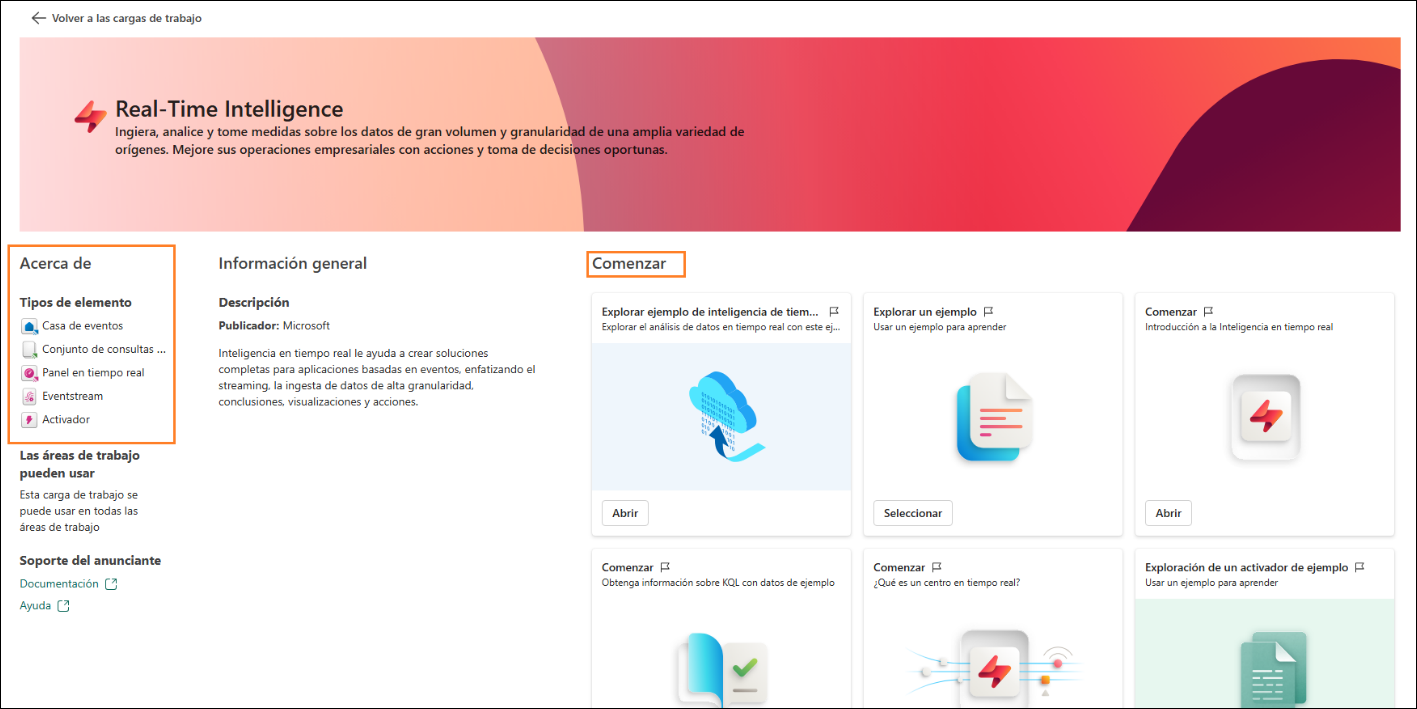 Volver a las cargas de trabajo
Real-Time Intelligence
Ingiera, analice y tome medidas sobre los datos de gran volumen y granularidad de una amplia variedad de
orígenes. Mejore sus operaciones empresariales con acciones y toma de decisiones oportunas.
Acerca de
Tipos de elemento
Casa de eventos
Conjunto de consultas ...
Panel en tiempo real
Eventstream
Activador
Las áreas de trabajo
pueden usar
Esta carga de trabajo se
puede usar en todas las
áreas de trabajo
Soporte del anunciante
Documentación
Ayuda
Información general
Descripción
Publicador: Microsoft
Inteligencia en tiempo real le ayuda a crear soluciones
completas para aplicaciones basadas en eventos, enfatizando el
streaming, la ingesta de datos de alta granularidad,
conclusiones, visualizaciones y acciones.
Comenzar
Explorar ejemplo de inteligencia de tiem...
Explorar el análisis de datos en tiempo real con este ej...
Abrir
Explorar un ejemplo
Usar un ejemplo para aprender
Seleccionar
Comenzar
Introducción a la Inteligencia en tiempo real
Abrir
Comenzar
Obtenga información sobre KQL con datos de ejemplo
Comenzar
¿Qué es un centro en tiempo real?
Exploración de un activador de ejemplo
Usar un ejemplo para aprender